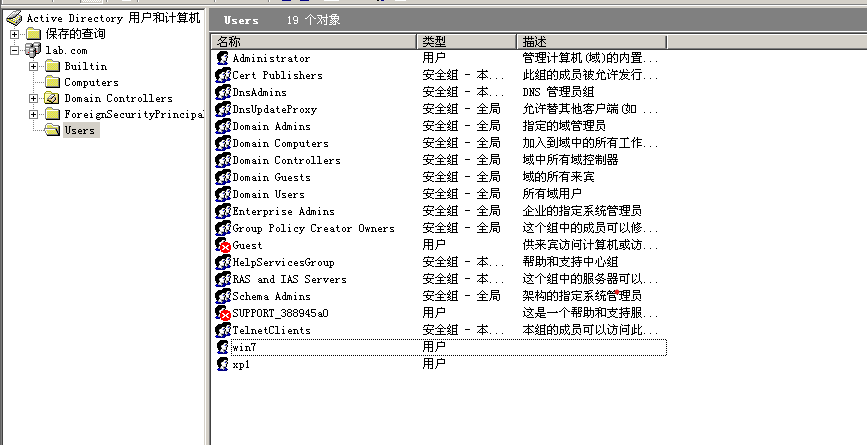 Active Directory 用户和计算机
保存的查询
lab.com
Builtin
Computers
Domain Controllers
ForeignSecurityPrincipal
Users
Users 19 个对象
名称 类型 描述
Administrator 用户 管理计算机(域)的内置...
Cert Publishers 安全组 - 本... 此组的成员被允许发行...
DnsAdmins 安全组 - 本... DNS 管理员组
DnsUpdateProxy 安全组 - 全局 允许替其他客户端(如 ...
Domain Admins 安全组 - 全局 指定的域管理员
Domain Computers 安全组 - 全局 加入到域中的所有工作...
Domain Controllers 安全组 - 全局 域中所有域控制器
Domain Guests 安全组 - 全局 域的所有来宾
Domain Users 安全组 - 全局 所有域用户
Enterprise Admins 安全组 - 全局 企业的指定系统管理员
Group Policy Creator Owners 安全组 - 全局 这个组中的成员可以修...
Guest 用户 供来宾访问计算机或访...
HelpServicesGroup 安全组 - 本... 帮助和支持中心组
RAS and IAS Servers 安全组 - 本... 这个组中的服务器可以...
Schema Admins 安全组 - 全局 架构的指定系统管理员
SUPPORT_388945a0 用户 这是一个帮助和支持服...
TelnetClients 安全组 - 本... 本组的成员可以访问此...
win7 用户
xp1 用户